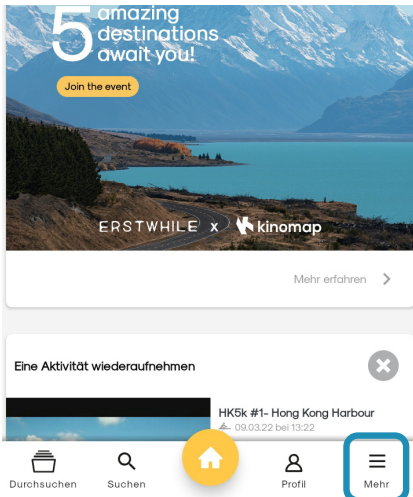 5 amazing
destinations
await you!
Join the event
ERSTWHILE x kinomap
Mehr erfahren
Eine Aktivität wiederaufnehmen
HK5k #1- Hong Kong Harbour
09.03.22 bei 13:22
Durchsuchen Suchen Profil Mehr